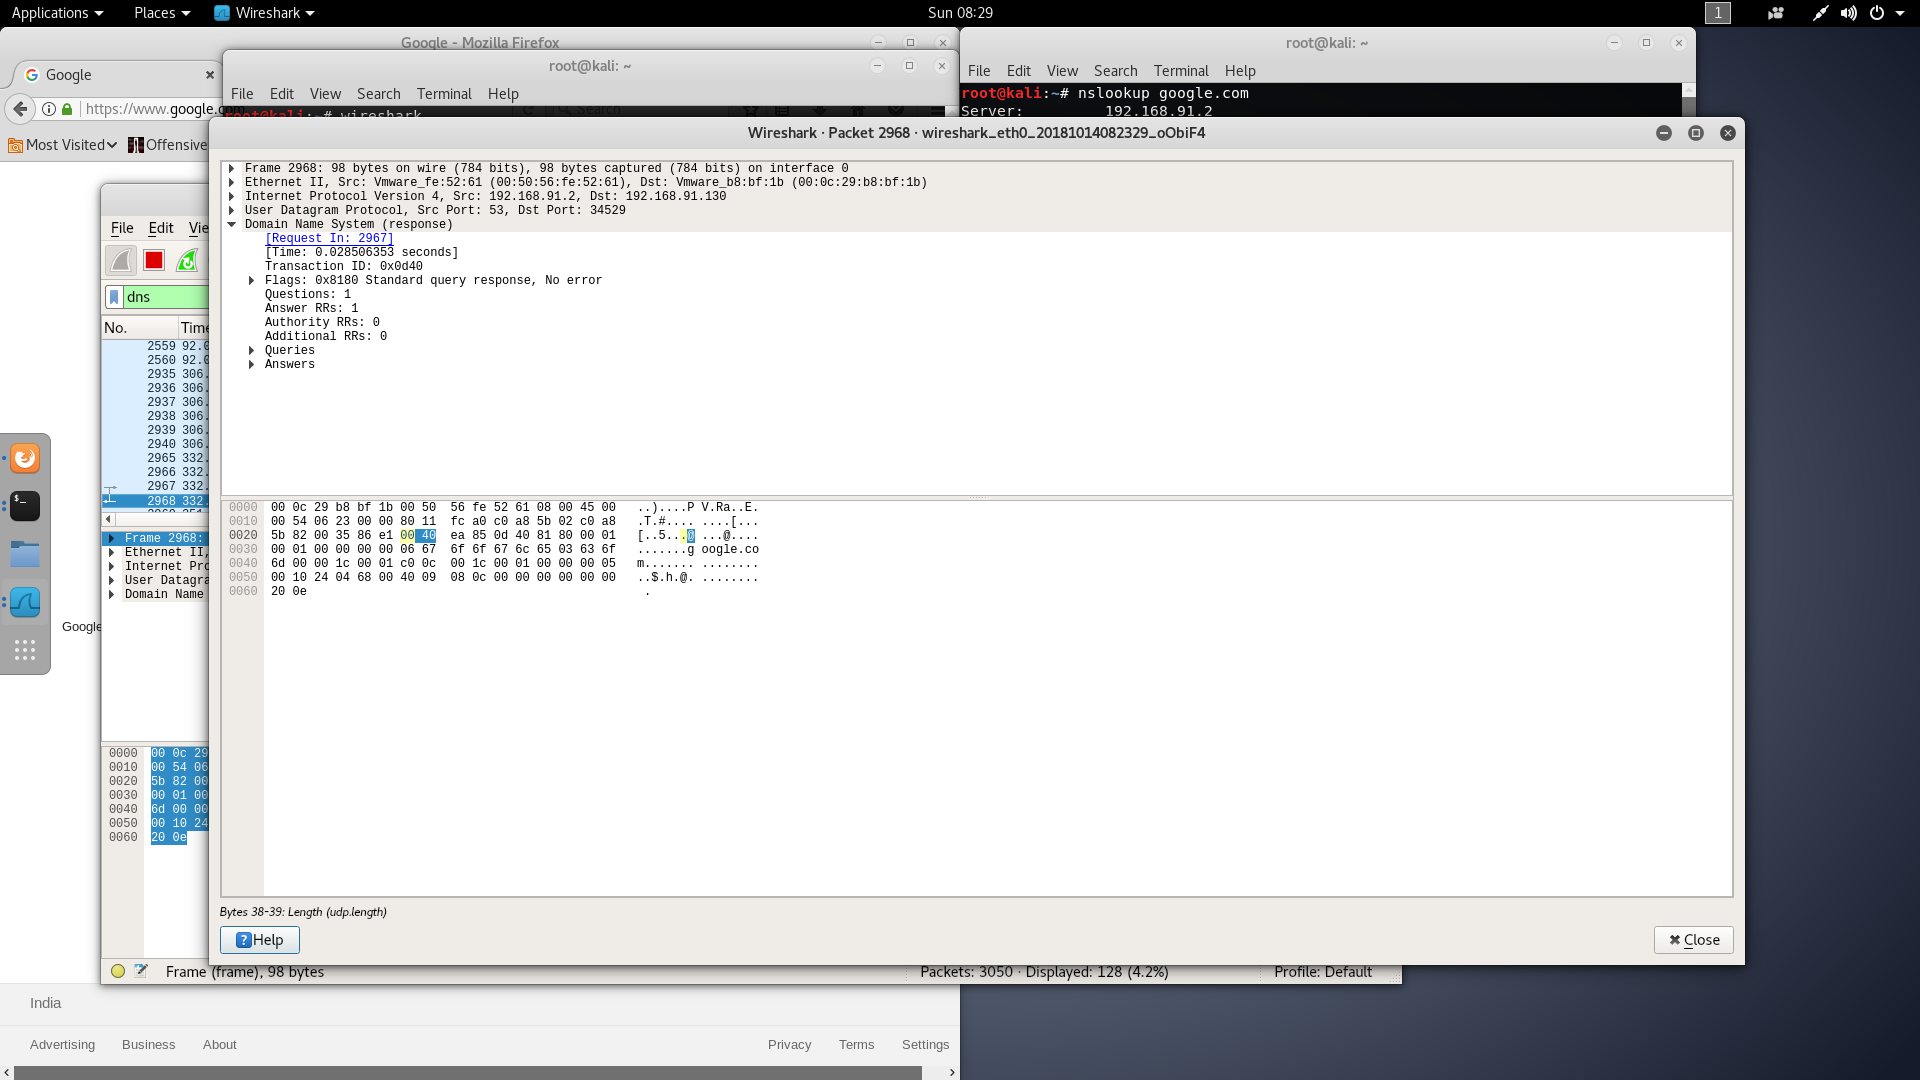 Applications Places Wireshark Sun 08:29 1
Google - Mozilla Firefox
root@kali: ~
Google
root@kali: ~
File Edit View Search Terminal Help
File Edit View Search Terminal Help
root@kali:~# nslookup google.com
Server: 192.168.91.2
https://www.google.com
Search
root@kali:~# wireshark
Most Visited Offensive
Wireshark · Packet 2968 · wireshark_eth0_20181014082329_oObiF4
Frame 2968: 98 bytes on wire (784 bits), 98 bytes captured (784 bits) on interface 0
Ethernet II, Src: Vmware_fe:52:61 (00:50:56:fe:52:61), Dst: Vmware_b8:bf:1b (00:0c:29:b8:bf:1b)
Internet Protocol Version 4, Src: 192.168.91.2, Dst: 192.168.91.130
User Datagram Protocol, Src Port: 53, Dst Port: 34529
Domain Name System (response)
[Request In: 2967]
[Time: 0.028506353 seconds]
Transaction ID: 0x0d40
Flags: 0x8180 Standard query response, No error
Questions: 1
Answer RRs: 1
Authority RRs: 0
Additional RRs: 0
Queries
Answers
0000 00 0c 29 b8 bf 1b 00 50 56 fe 52 61 08 00 45 00 ..)....P V.Ra..E.
0010 00 54 06 23 00 00 80 11 fc a0 c0 a8 5b 02 c0 a8 .T.#.... ....[...
0020 5b 82 00 35 86 e1 00 40 ea 85 0d 40 81 80 00 01 [..5...@ ...@....
0030 00 01 00 00 00 00 06 67 6f 6f 67 6c 65 03 63 6f .......g oogle.co
0040 6d 00 00 1c 00 01 c0 0c 00 1c 00 01 00 00 00 05 m....... ........
0050 00 10 24 04 68 00 40 09 08 0c 00 00 00 00 00 00 ..$.h.@. ........
0060 20 0e .
Bytes 38-39: Length (udp.length)
Help
Close
File Edit Vie
dns
No. Time
2559 92.0
2560 92.0
2935 306.
2936 306.
2937 306.
2938 306.
2939 306.
2940 306.
2965 332.
2966 332.
2967 332.
2968 332.
Frame 2968:
Ethernet II,
Internet Pro
User Datagra
Domain Name
0000 00 0c 29
0010 00 54 06
0020 5b 82 00
0030 00 01 00
0040 6d 00 00
0050 00 10 24
0060 20 0e
Frame (frame), 98 bytes Packets: 3050 · Displayed: 128 (4.2%) Profile: Default
Google
India
Advertising Business About Privacy Terms Settings